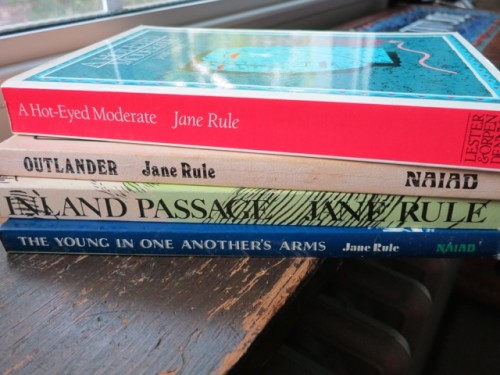 A Hot-Eyed Moderate Jane Rule LESTER & ORPEN DENNYS
OUTLANDER Jane Rule NAIAD
INLAND PASSAGE JANE RULE
THE YOUNG IN ONE ANOTHER'S ARMS Jane Rule NAIAD